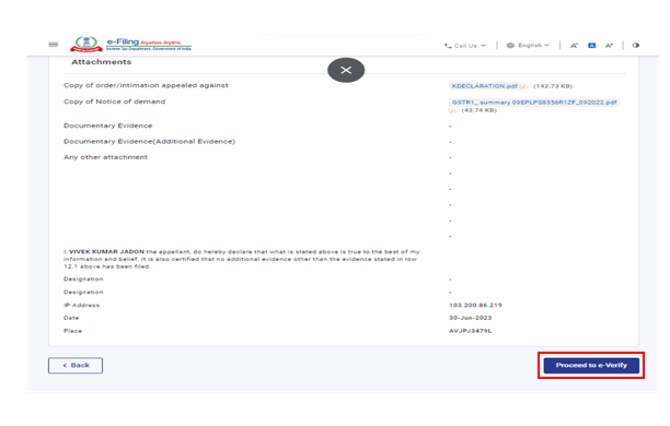 e-Filing Anywhere Anytime
Income Tax Department, Government of India
Call Us
English
A-
A
A+
Attachments
Copy of order/intimation appealed against
KDECLARATION.pdf (142.73 KB)
Copy of Notice of demand
GSTR1_ summary 09EPLPS8356R1ZF_092022.pdf
(43.74 KB)
Documentary Evidence -
Documentary Evidence(Additional Evidence) -
Any other attachment -
-
-
-
-
-
I, VIVEK KUMAR JADON the appellant, do hereby declare that what is stated above is true to the best of my
information and belief. It is also certified that no additional evidence other than the evidence stated in row
12.1 above has been filed.
Designation -
Designation -
IP Address 103.200.86.219
Date 30-Jun-2023
Place AVJPJ3479L
< Back
Proceed to e-Verify